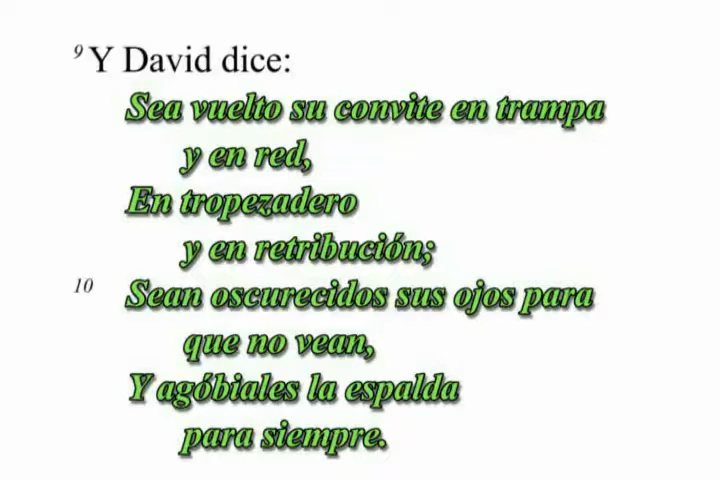 9 Y David dice:
Sea vuelto su convite en trampa
y en red,
En tropezadero
y en retribución;
10 Sean oscurecidos sus ojos para
que no vean,
Y agóbiales la espalda
para siempre.